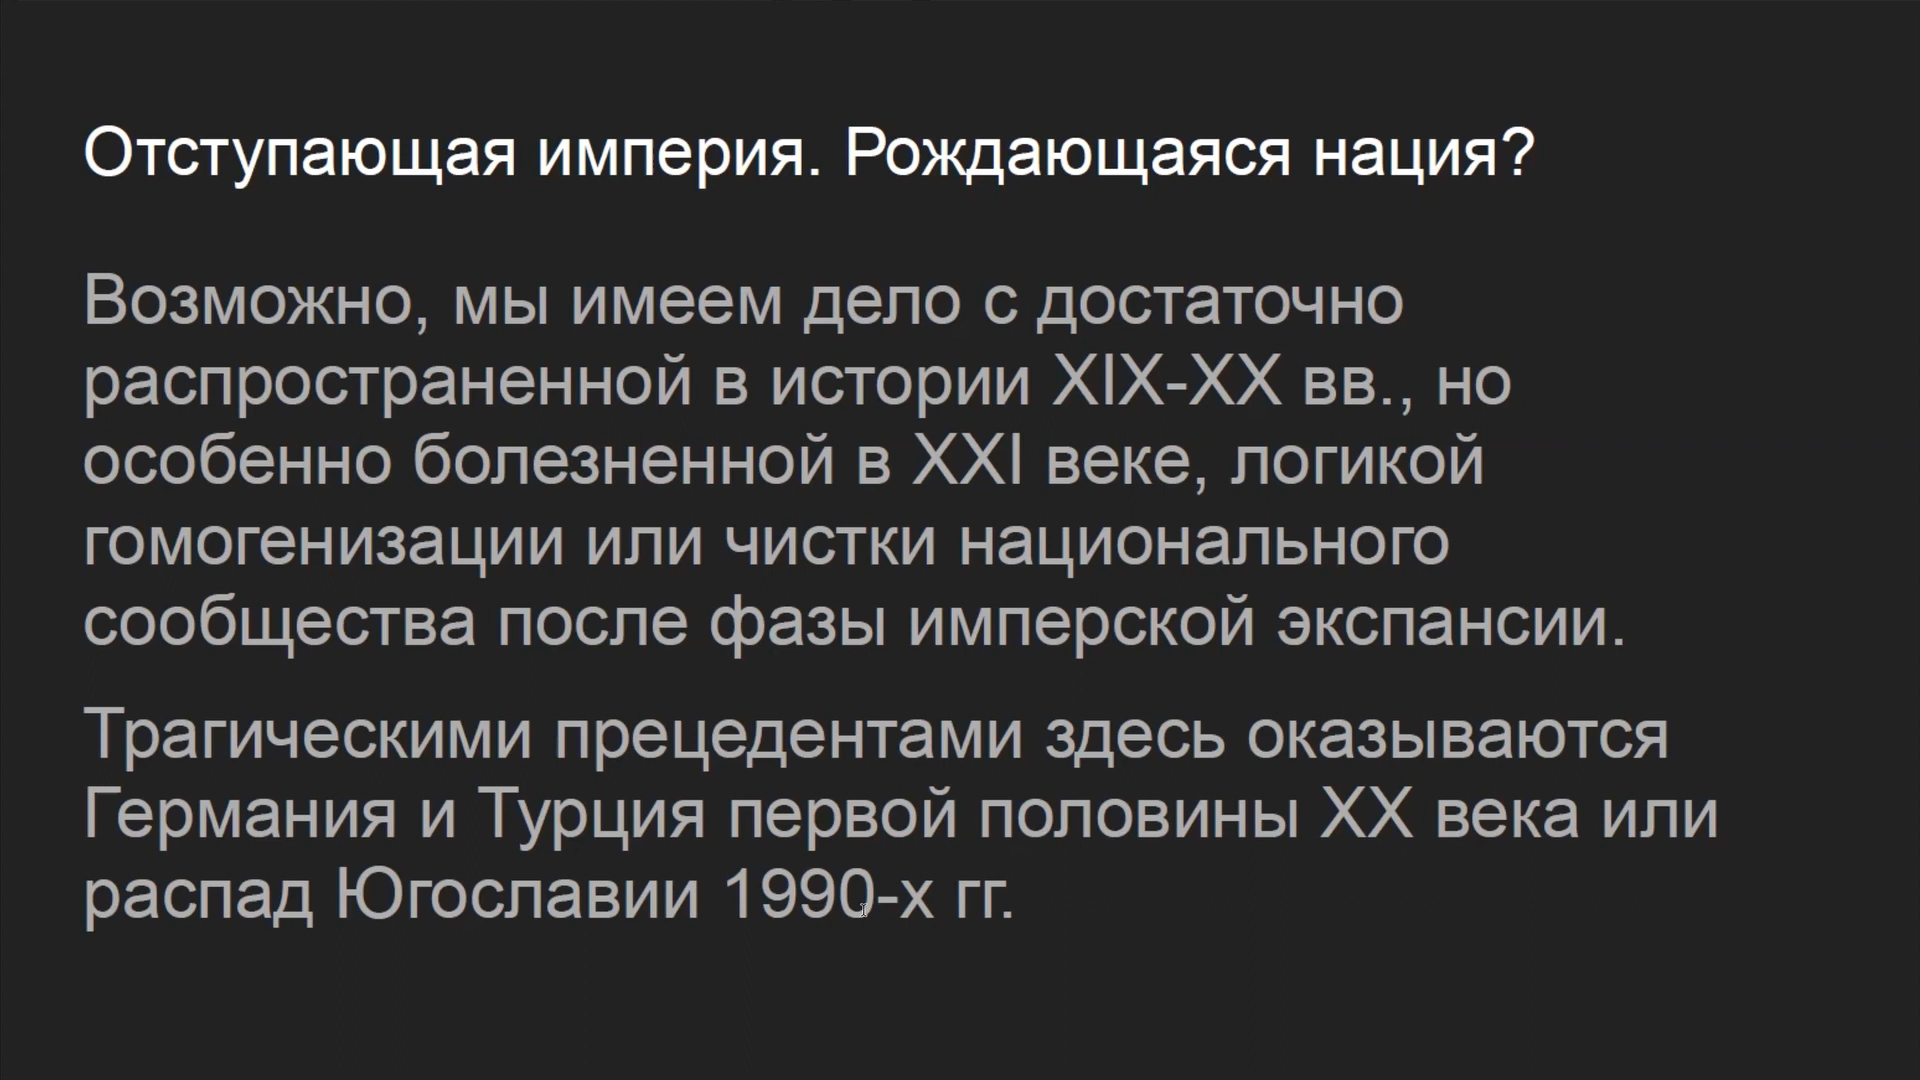 Отступающая империя. Рождающаяся нация?
Возможно, мы имеем дело с достаточно
распространенной в истории XIX-XX вв., но
особенно болезненной в XXI веке, логикой
гомогенизации или чистки национального
сообщества после фазы имперской экспансии.
Трагическими прецедентами здесь оказываются
Германия и Турция первой половины XX века или
распад Югославии 1990-х гг.